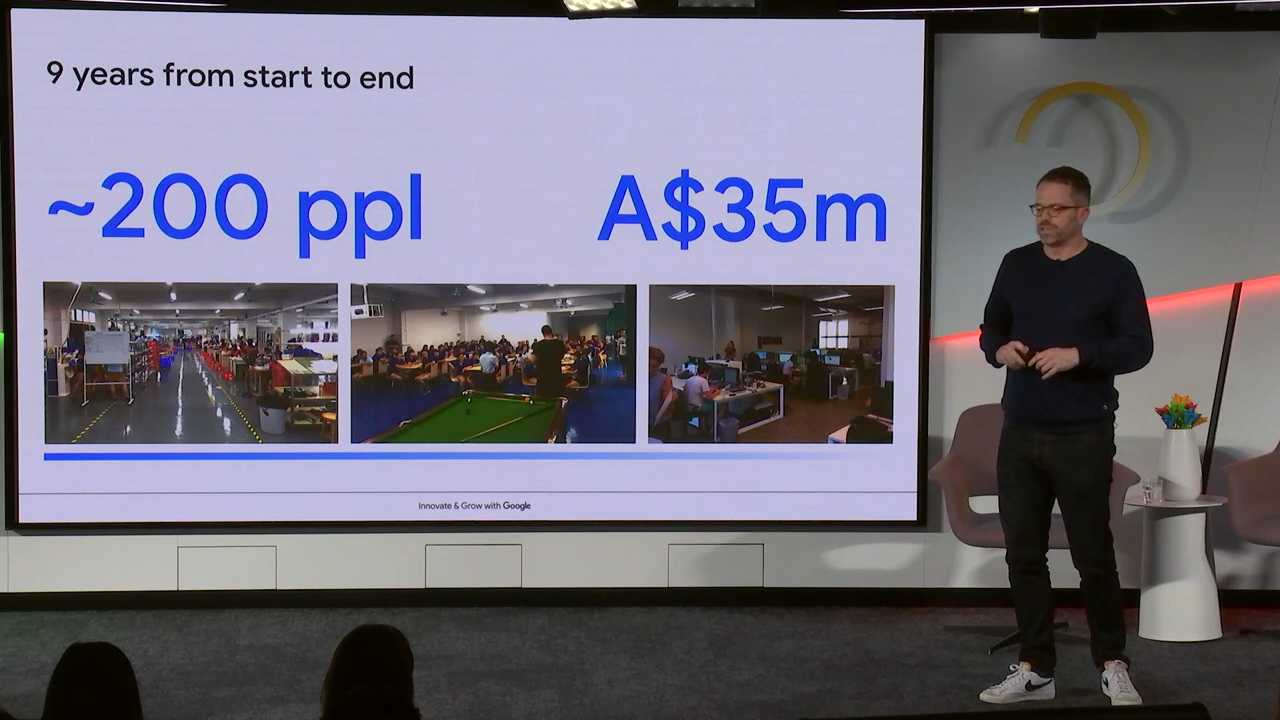 9 years from start to end
~200 ppl
A$35m
Innovate & Grow with Google